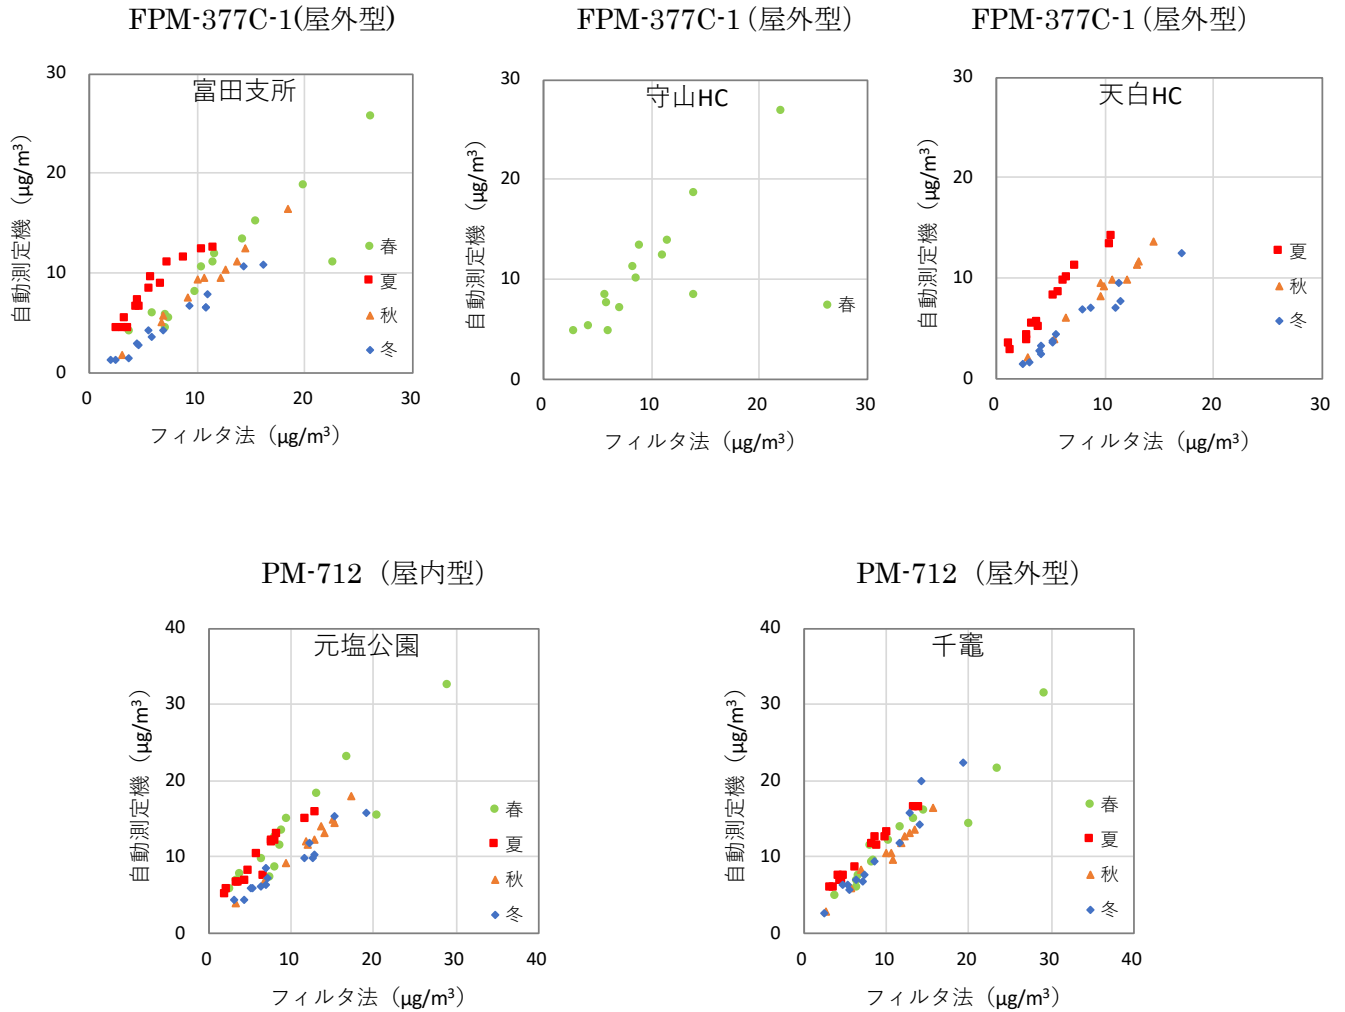 FPM-377C-1(屋外型)
FPM-377C-1 (屋外型)
FPM-377C-1 (屋外型)
富田支所
自動測定機 (μg/m³)
30
20
10
0
0 10 20 30
フィルタ法 (μg/m³)
春
夏
秋
冬
守山HC
自動測定機 (μg/m³)
30
20
10
0
0 10 20 30
フィルタ法 (μg/m³)
春
天白HC
自動測定機 (μg/m³)
30
20
10
0
0 10 20 30
フィルタ法 (μg/m³)
夏
秋
冬
PM-712 (屋内型)
元塩公園
自動測定機 (μg/m³)
40
30
20
10
0
0 10 20 30 40
フィルタ法 (μg/m³)
春
夏
秋
冬
PM-712 (屋外型)
千竈
自動測定機 (μg/m³)
40
30
20
10
0
0 10 20 30 40
フィルタ法 (μg/m³)
春
夏
秋
冬